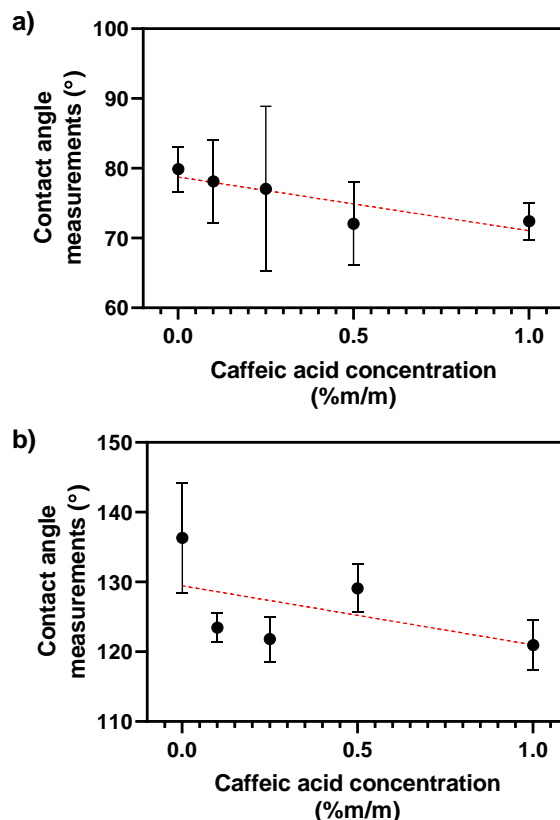 a)
Contact angle
measurements (°)
100
90
80
70
60
0.0
0.5
1.0
Caffeic acid concentration
(%m/m)
b)
Contact angle
measurements (°)
150
140
130
120
110
0.0
0.5
1.0
Caffeic acid concentration
(%m/m)